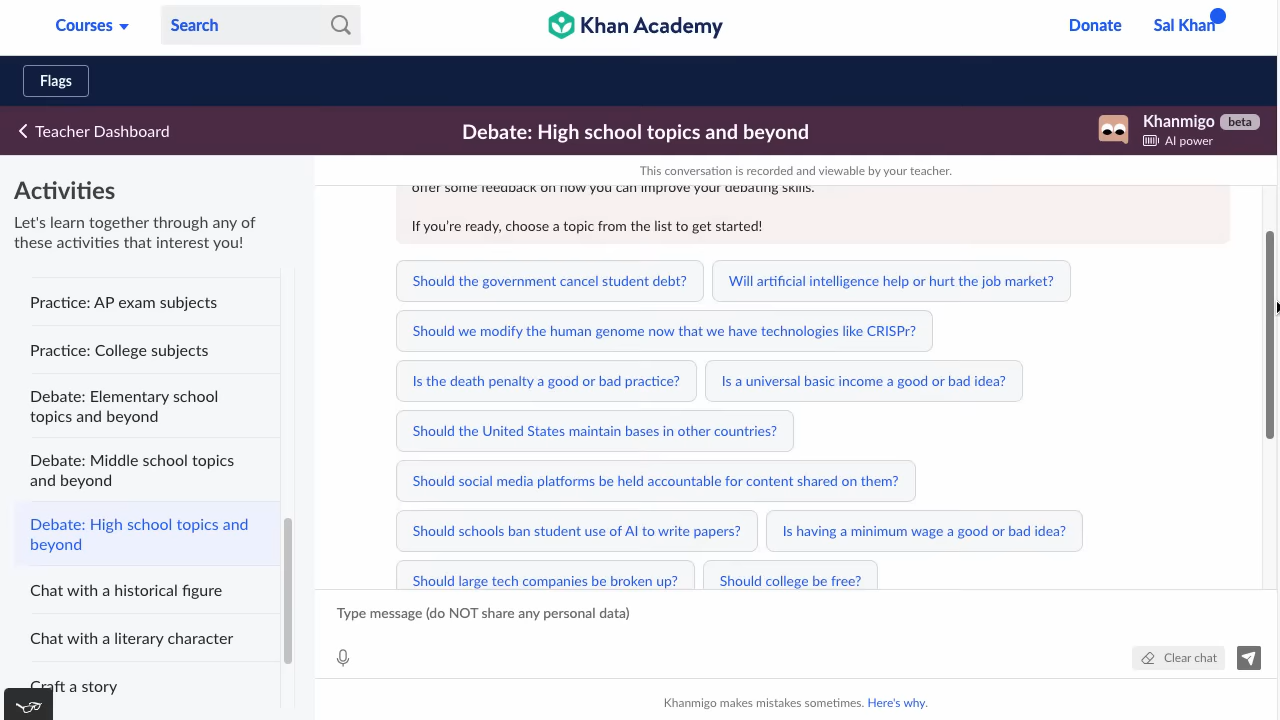 Courses
Search
Khan Academy
Donate
Sal Khan
Flags
Teacher Dashboard
Debate: High school topics and beyond
Khanmigo beta
AI power
Activities
Let's learn together through any of
these activities that interest you!
Practice: AP exam subjects
Practice: College subjects
Debate: Elementary school
topics and beyond
Debate: Middle school topics
and beyond
Debate: High school topics and
beyond
Chat with a historical figure
Chat with a literary character
Craft a story
This conversation is recorded and viewable by your teacher.
offer some feedback on how you can improve your debating skills.
If you're ready, choose a topic from the list to get started!
Should the government cancel student debt?
Will artificial intelligence help or hurt the job market?
Should we modify the human genome now that we have technologies like CRISPr?
Is the death penalty a good or bad practice?
Is a universal basic income a good or bad idea?
Should the United States maintain bases in other countries?
Should social media platforms be held accountable for content shared on them?
Should schools ban student use of AI to write papers?
Is having a minimum wage a good or bad idea?
Should large tech companies be broken up?
Should college be free?
Type message (do NOT share any personal data)
Clear chat
Khanmigo makes mistakes sometimes. Here's why.